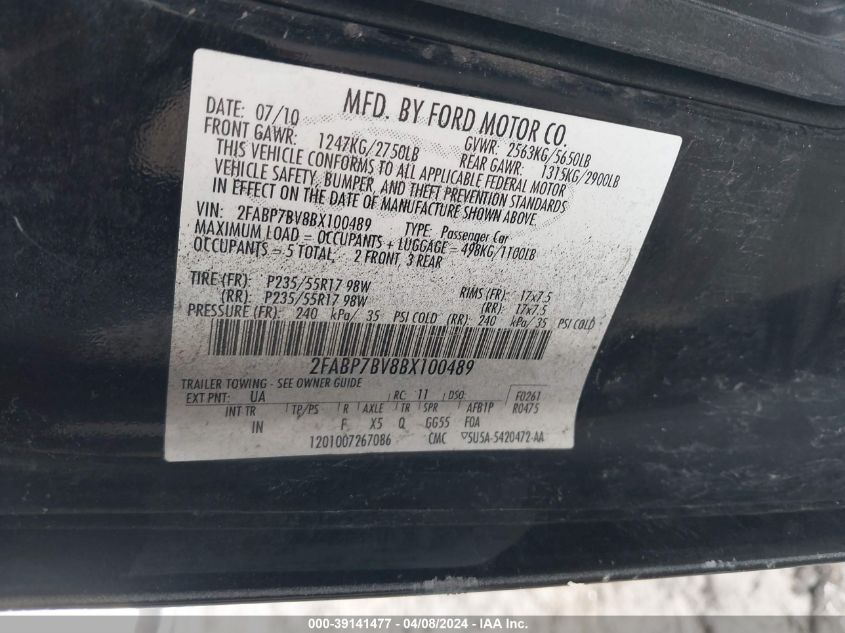 MFD. BY FORD MOTOR CO.
DATE: 07/10 GVWR: 2563KG/5650LB
FRONT GAWR: 1247KG/2750LB REAR GAWR: 1315KG/2900LB
THIS VEHICLE CONFORMS TO ALL APPLICABLE FEDERAL MOTOR
VEHICLE SAFETY, BUMPER, AND THEFT PREVENTION STANDARDS
IN EFFECT ON THE DATE OF MANUFACTURE SHOWN ABOVE
VIN: 2FABP7BV8BX100489 TYPE: Passenger Car
MAXIMUM LOAD = OCCUPANTS + LUGGAGE = 498KG/1100LB
OCCUPANTS = 5 TOTAL, 2 FRONT, 3 REAR
TIRE (FR): P235/55R17 98W RIMS (FR): 17x7.5
(RR): P235/55R17 98W (RR): 17x7.5
PRESSURE (FR): 240 kPa/ 35 PSI COLD (RR): 240 kPa/ 35 PSI COLD
2FABP7BV8BX100489
TRAILER TOWING - SEE OWNER GUIDE
EXT PNT: UA RC: 11 DSO: F0261
INT TR TP/PS R AXLE TR SPR AFB1P R0475
IN F X5 Q GG55 FOA
1201007267086 CMC 5U5A-5420472-AA
000-39141477 - 04/08/2024 - IAA Inc.